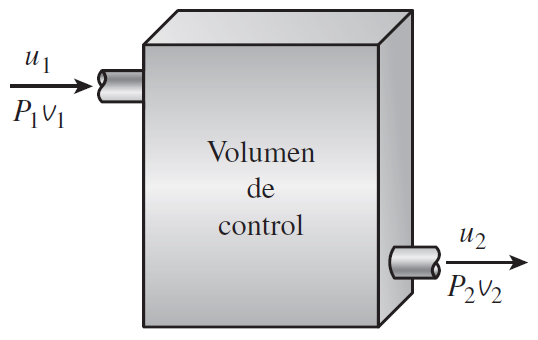 u₁
P₁v₁
Volumen
de
control
u₂
P₂v₂